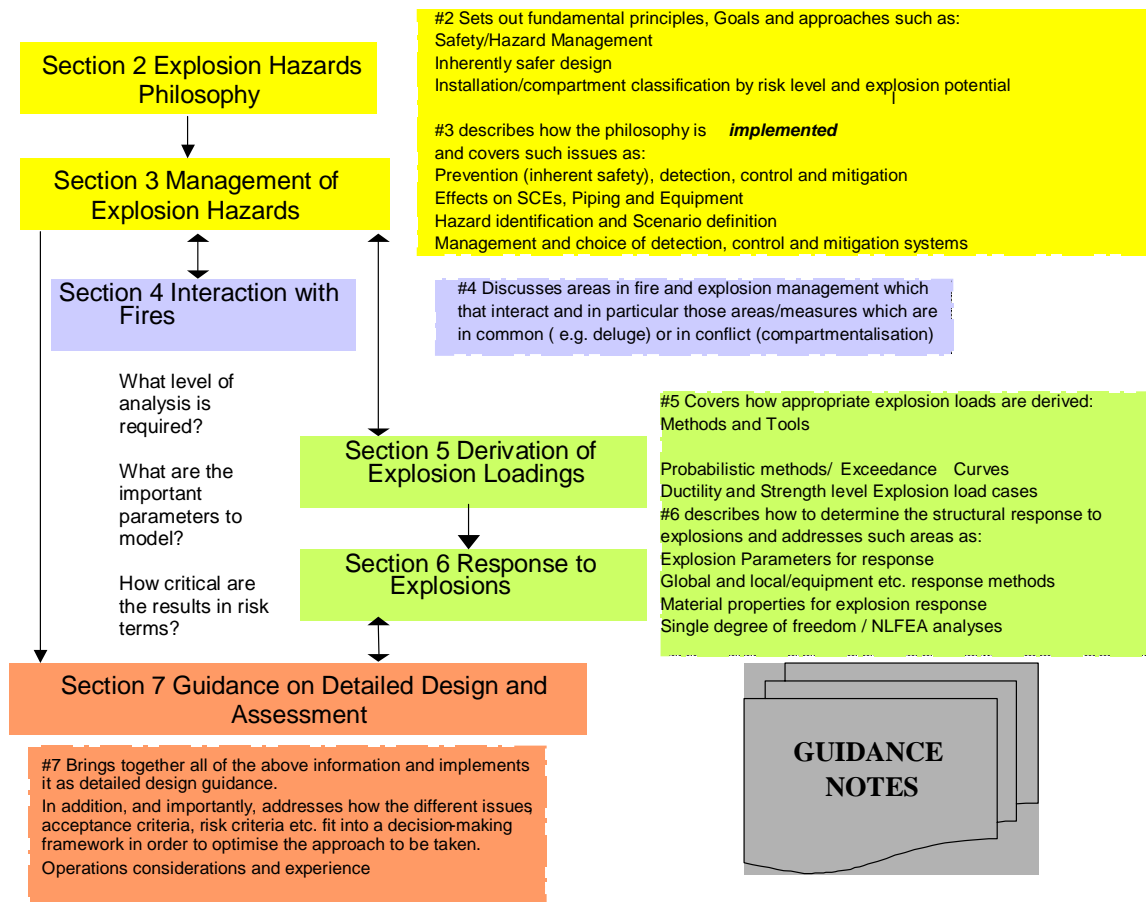 Section 2 Explosion Hazards
Philosophy
#2 Sets out fundamental principles, Goals and approaches such as:
Safety/Hazard Management
Inherently safer design
Installation/compartment classification by risk level and explosion potential
#3 describes how the philosophy is implemented
and covers such issues as:
Prevention (inherent safety), detection, control and mitigation
Effects on SCEs, Piping and Equipment
Hazard identification and Scenario definition
Management and choice of detection, control and mitigation systems
Section 3 Management of
Explosion Hazards
Section 4 Interaction with
Fires
#4 Discusses areas in fire and explosion management which
that interact and in particular those areas/measures which are
in common ( e.g. deluge) or in conflict (compartmentalisation)
What level of
analysis is
required?
What are the
important
parameters to
model?
How critical are
the results in risk
terms?
Section 5 Derivation of
Explosion Loadings
Section 6 Response to
Explosions
#5 Covers how appropriate explosion loads are derived:
Methods and Tools
Probabilistic methods/ Exceedance Curves
Ductility and Strength level Explosion load cases
#6 describes how to determine the structural response to
explosions and addresses such areas as:
Explosion Parameters for response
Global and local/equipment etc. response methods
Material properties for explosion response
Single degree of freedom / NLFEA analyses
Section 7 Guidance on Detailed Design and
Assessment
#7 Brings together all of the above information and implements
it as detailed design guidance.
In addition, and importantly, addresses how the different issues,
acceptance criteria, risk criteria etc. fit into a decision-making
framework in order to optimise the approach to be taken.
Operations considerations and experience
GUIDANCE
NOTES